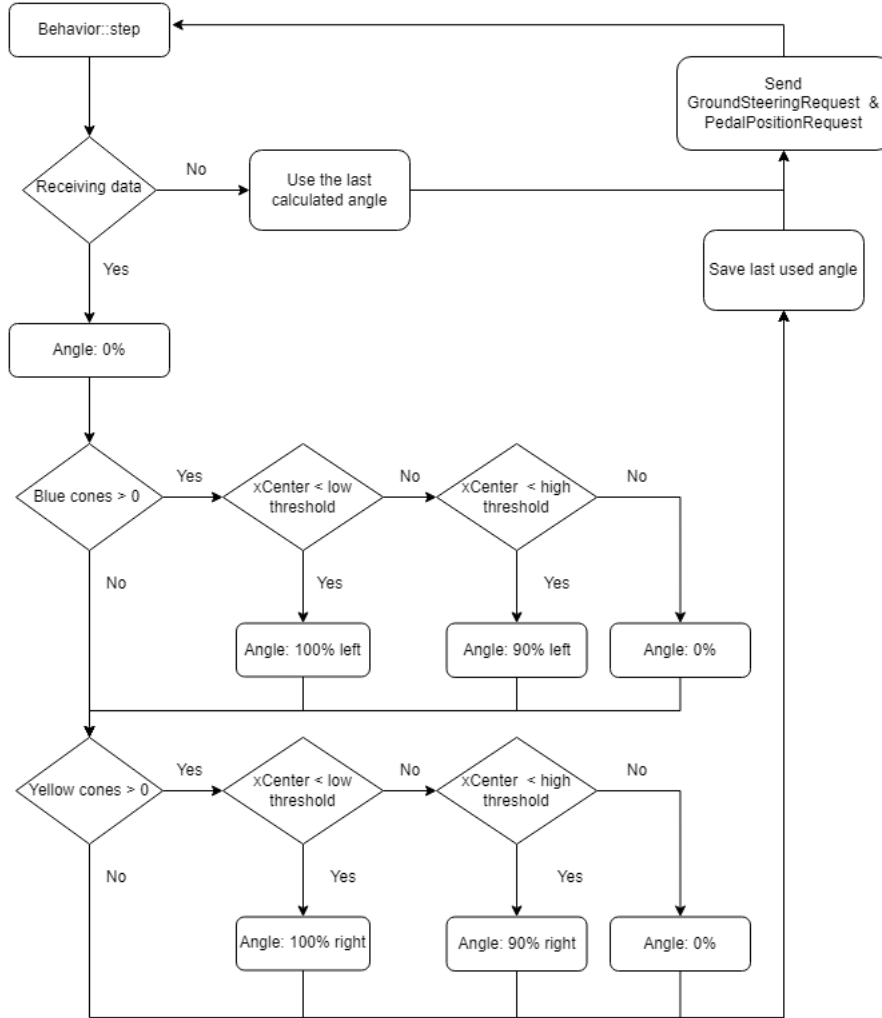 Behavior::step
Send
GroundSteeringRequest &
PedalPositionRequest
Receiving data
No
Use the last
calculated angle
Yes
Save last used angle
Angle: 0%
Blue cones > 0
Yes
xCenter < low
threshold
No
xCenter < high
threshold
No
No
Yes
Yes
Angle: 100% left
Angle: 90% left
Angle: 0%
Yellow cones > 0
Yes
xCenter < low
threshold
No
xCenter < high
threshold
No
No
Yes
Yes
Angle: 100% right
Angle: 90% right
Angle: 0%